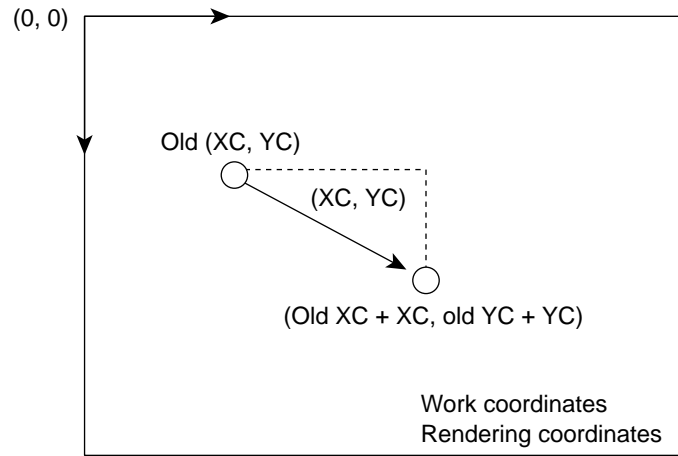 (0, 0)
Old (XC, YC)
(XC, YC)
(Old XC + XC, old YC + YC)
Work coordinates
Rendering coordinates